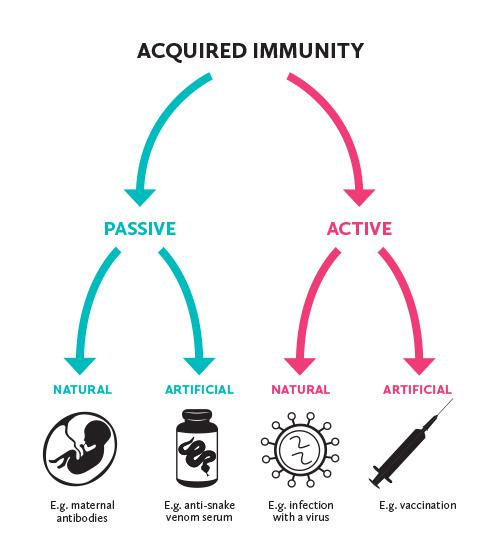 ACQUIRED IMMUNITY
PASSIVE
ACTIVE
NATURAL
ARTIFICIAL
NATURAL
ARTIFICIAL
E.g. maternal
antibodies
E.g. anti-snake
venom serum
E.g. infection
with a virus
E.g. vaccination